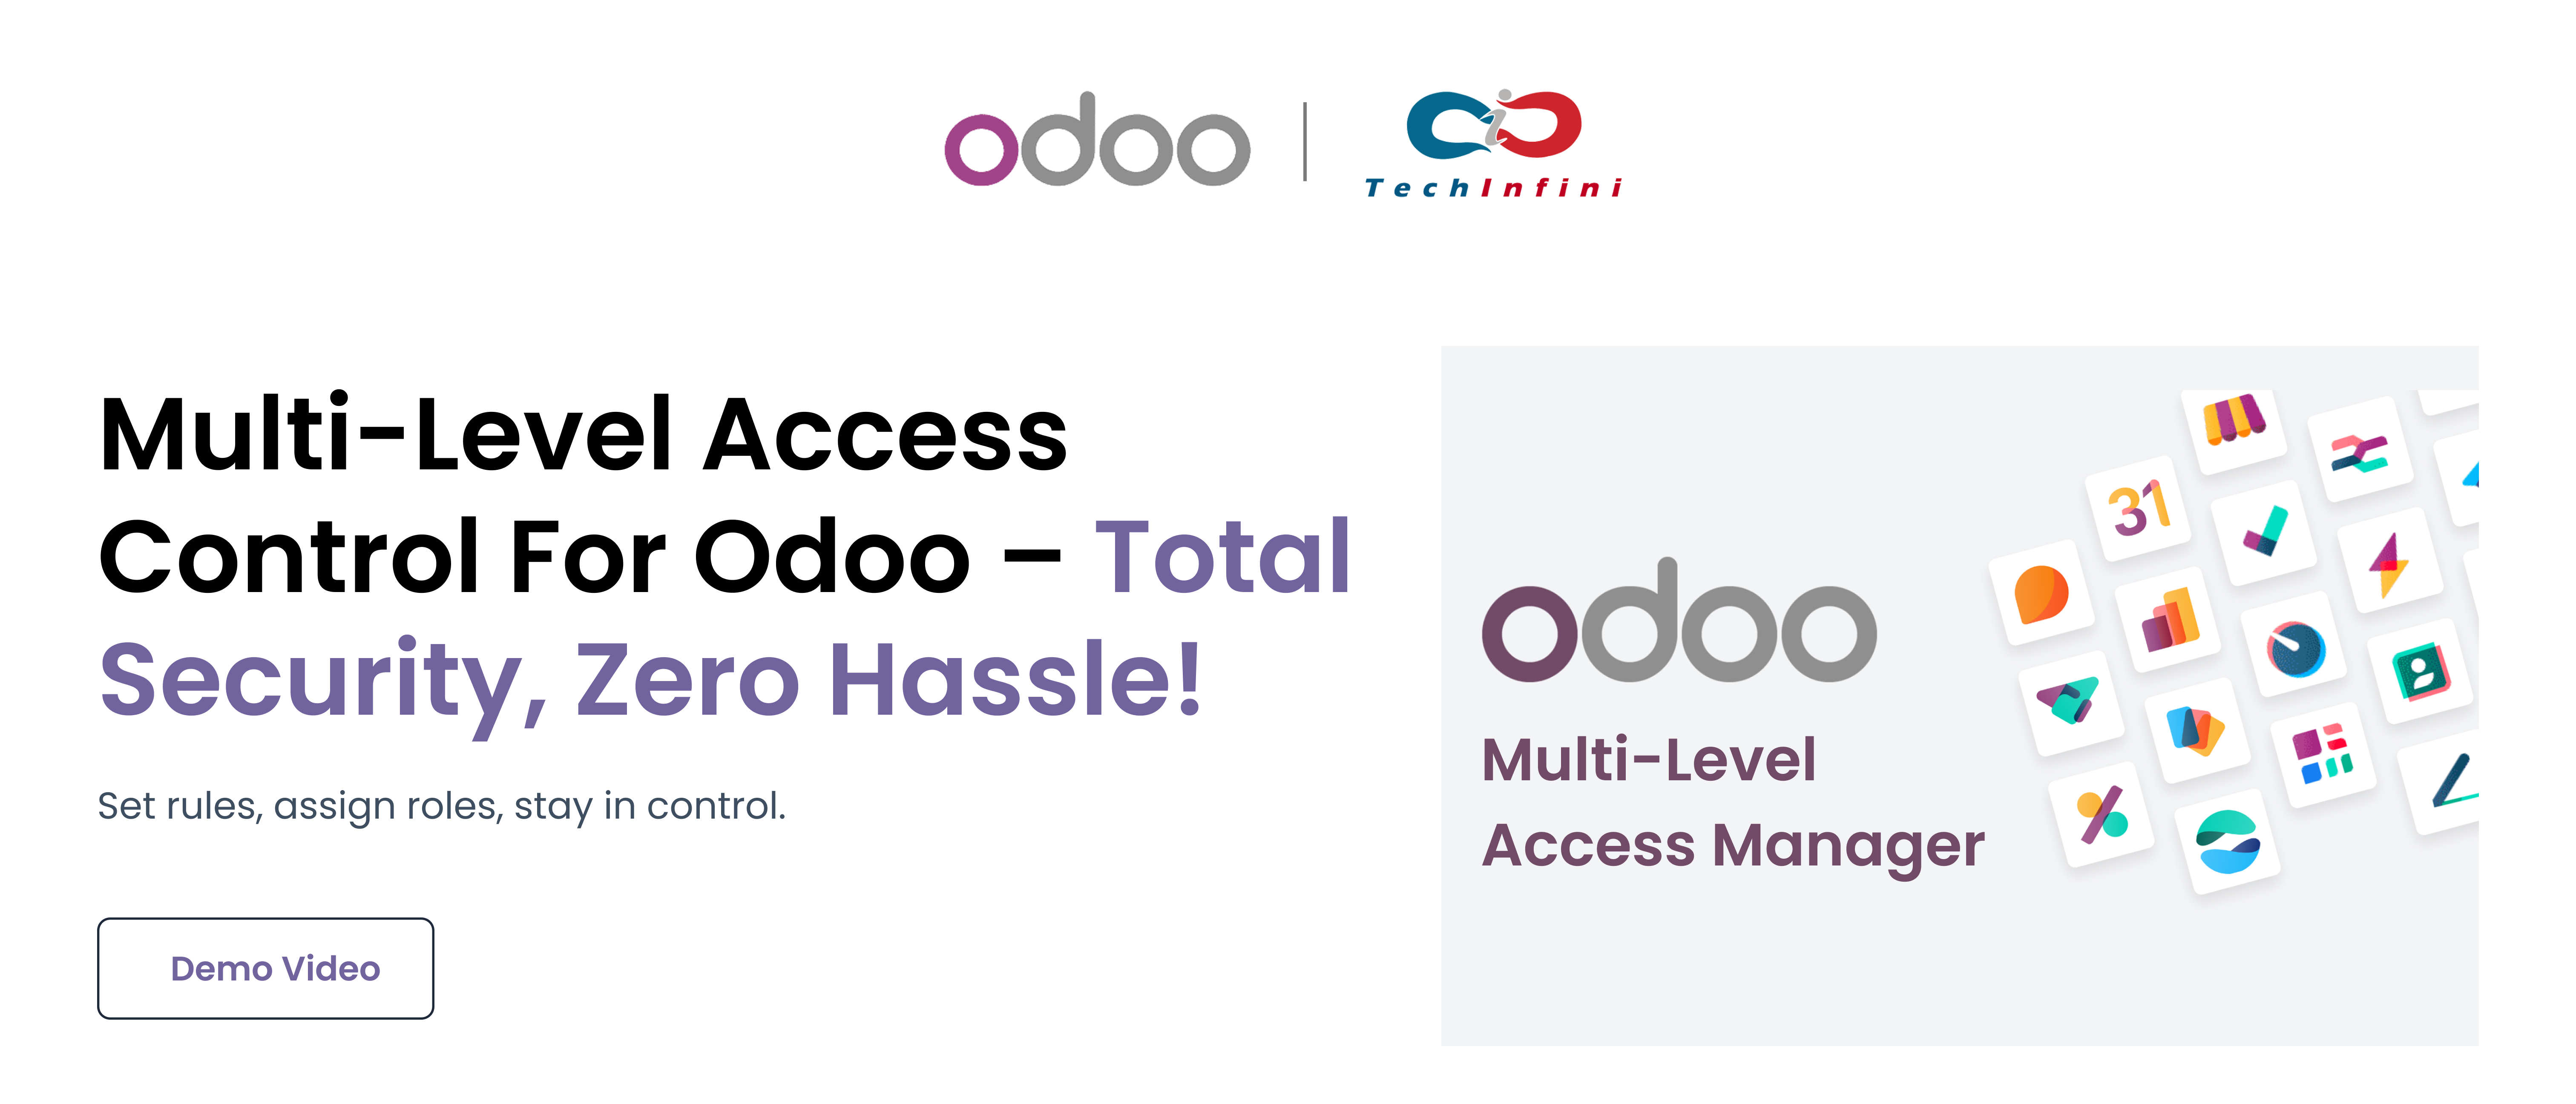 odoo
TechInfini
Multi-Level Access
Control For Odoo – Total
Security, Zero Hassle!
Set rules, assign roles, stay in control.
Demo Video
odoo
Multi-Level
Access Manager
31